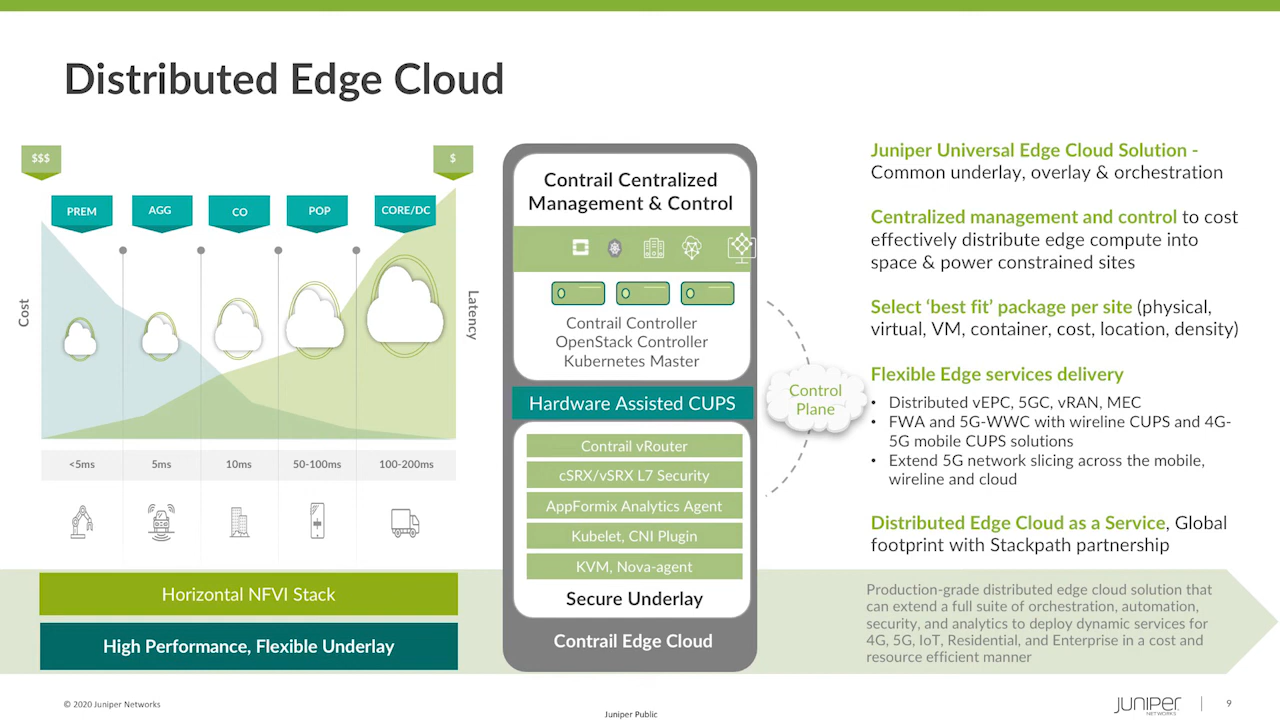 Distributed Edge Cloud
$$$
$
PREM
AGG
CO
POP
CORE/DC
Cost
Latency
<5ms
5ms
10ms
50-100ms
100-200ms
Horizontal NFVI Stack
High Performance, Flexible Underlay
Contrail Centralized
Management & Control
Contrail Controller
OpenStack Controller
Kubernetes Master
Hardware Assisted CUPS
Contrail vRouter
cSRX/vSRX L7 Security
AppFormix Analytics Agent
Kubelet, CNI Plugin
KVM, Nova-agent
Secure Underlay
Contrail Edge Cloud
Control
Plane
Juniper Universal Edge Cloud Solution -
Common underlay, overlay & orchestration
Centralized management and control to cost
effectively distribute edge compute into
space & power constrained sites
Select ‘best fit’ package per site (physical,
virtual, VM, container, cost, location, density)
Flexible Edge services delivery
• Distributed vEPC, 5GC, vRAN, MEC
• FWA and 5G-WWC with wireline CUPS and 4G-
5G mobile CUPS solutions
• Extend 5G network slicing across the mobile,
wireline and cloud
Distributed Edge Cloud as a Service, Global
footprint with Stackpath partnership
Production-grade distributed edge cloud solution that
can extend a full suite of orchestration, automation,
security, and analytics to deploy dynamic services for
4G, 5G, IoT, Residential, and Enterprise in a cost and
resource efficient manner
© 2020 Juniper Networks
Juniper Public
JUNIPER
NETWORKS
9